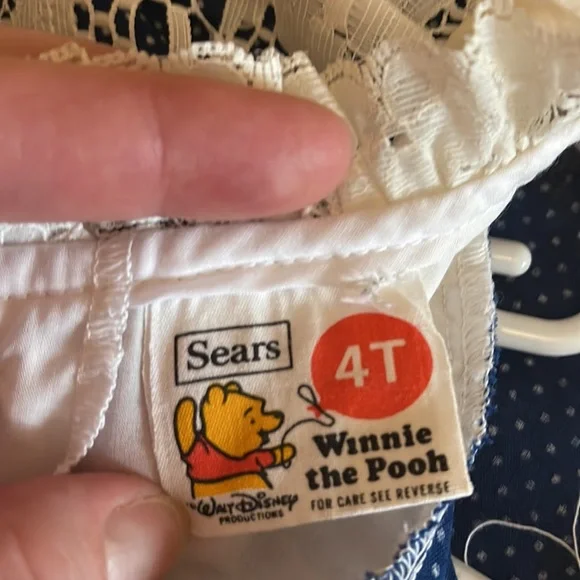 Sears
4T
Winnie
the Pooh
FOR CARE SEE REVERSE
Walt Disney
PRODUCTIONS